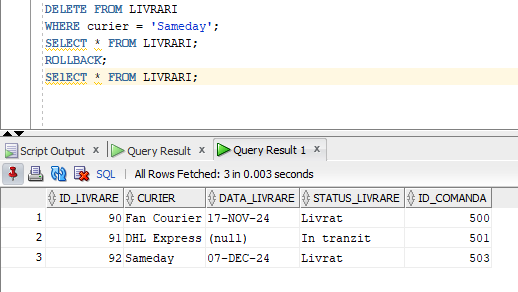 DELETE FROM LIVRARI
WHERE curier = 'Sameday';
SELECT * FROM LIVRARI;
ROLLBACK;
SElECT * FROM LIVRARI;
Script Output x Query Result x Query Result 1 x
SQL | All Rows Fetched: 3 in 0.003 seconds
ID_LIVRARE CURIER DATA_LIVRARE STATUS_LIVRARE ID_COMANDA
1 90 Fan Courier 17-NOV-24 Livrat 500
2 91 DHL Express (null) In tranzit 501
3 92 Sameday 07-DEC-24 Livrat 503